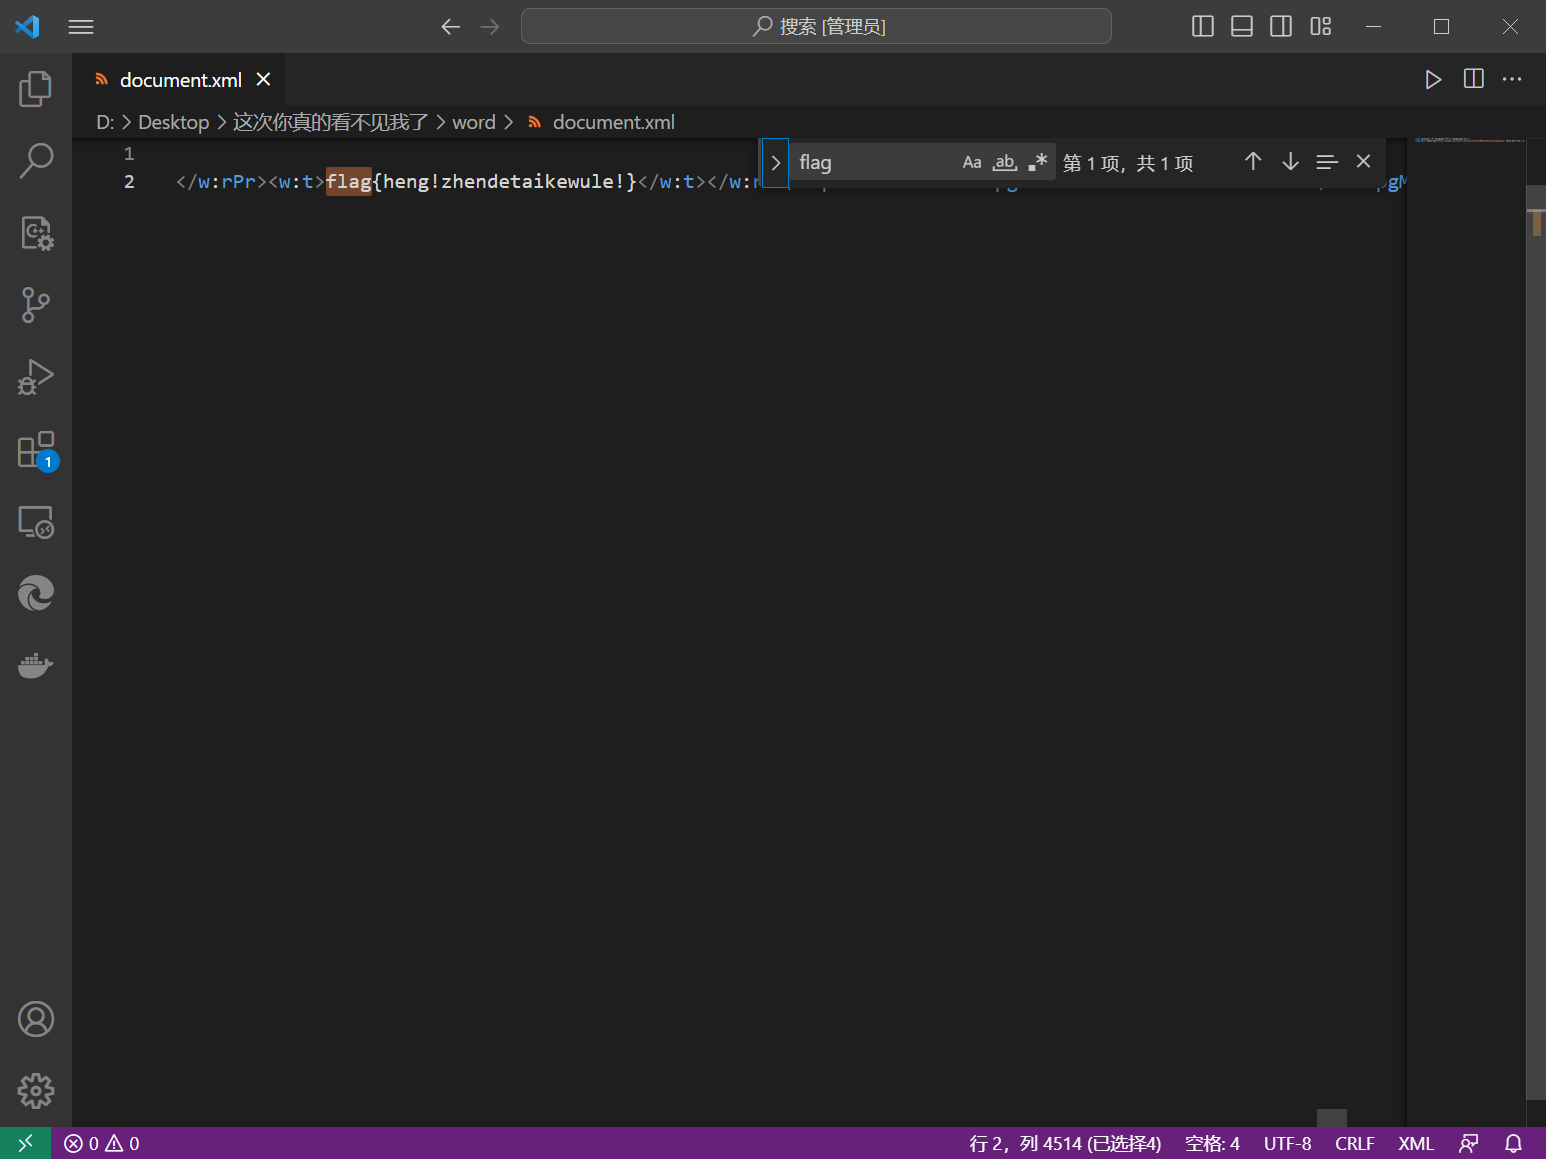 搜索 [管理员]
document.xml
D: > Desktop > 这次你真的看不见我了 > word > document.xml
flag Aa ab. .* 第 1 项，共 1 项
1
2 </w:rPr><w:t>flag{heng!zhendetaikewule!}</w:t></w:r
pgM
1
0 0 行 2，列 4514 (已选择4) 空格: 4 UTF-8 CRLF XML